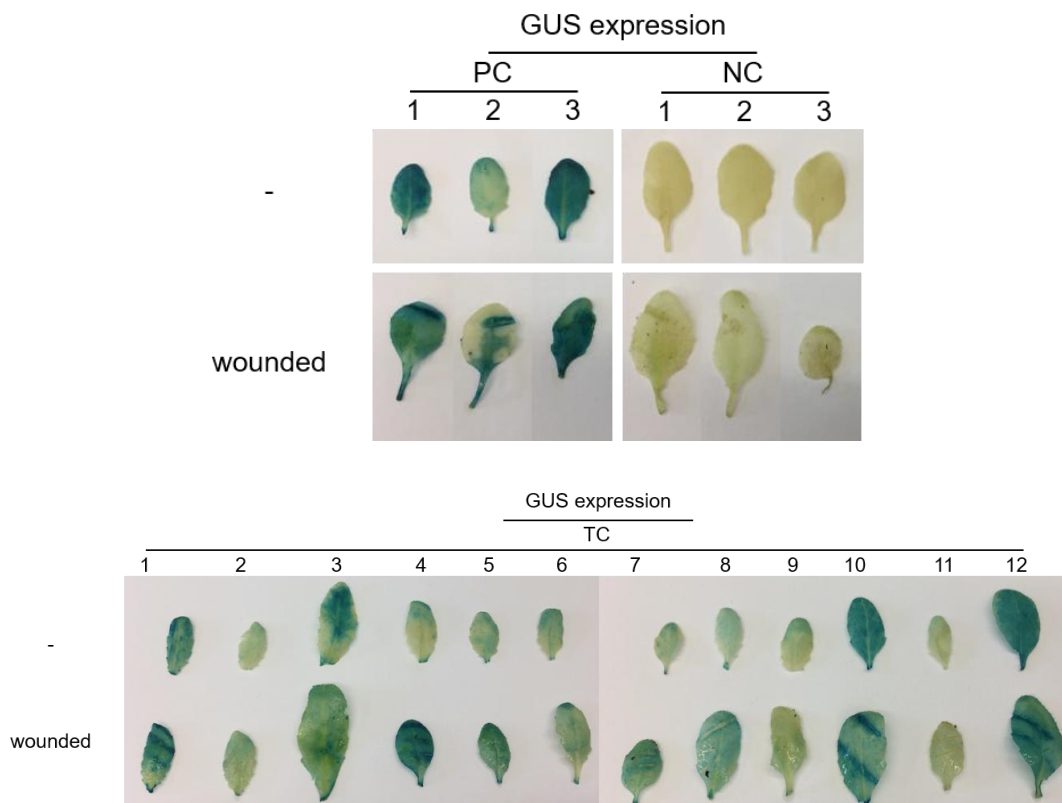 GUS expression
PC NC
1 2 3 1 2 3
-
wounded
GUS expression
TC
1 2 3 4 5 6 7 8 9 10 11 12
-
wounded